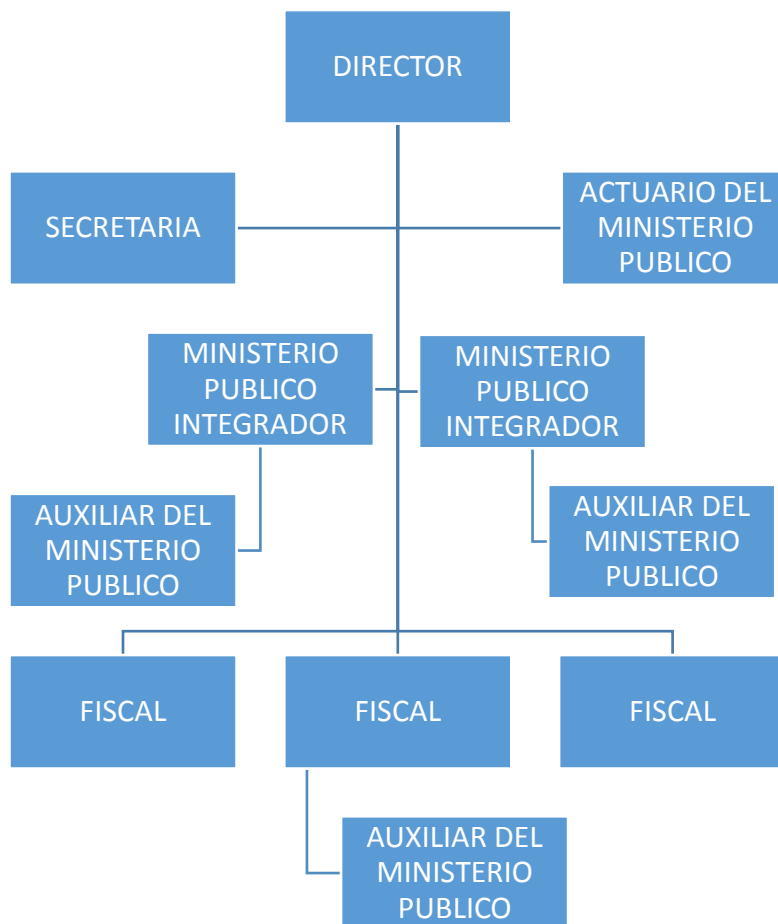 DIRECTOR
SECRETARIA
ACTUARIO DEL
MINISTERIO
PUBLICO
MINISTERIO
PUBLICO
INTEGRADOR
MINISTERIO
PUBLICO
INTEGRADOR
AUXILIAR DEL
MINISTERIO
PUBLICO
AUXILIAR DEL
MINISTERIO
PUBLICO
FISCAL
FISCAL
FISCAL
AUXILIAR DEL
MINISTERIO
PUBLICO